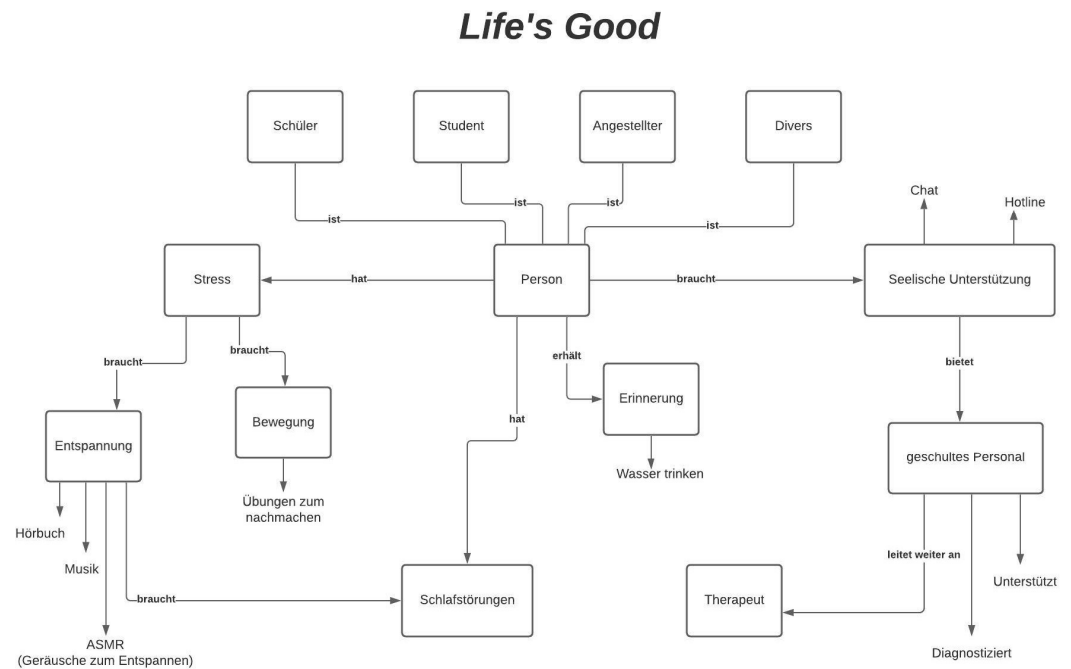 Life's Good
Schüler
Student
Angestellter
Divers
Chat
Hotline
ist
ist
ist
ist
Stress
hat
Person
braucht
Seelische Unterstützung
braucht
braucht
erhält
bietet
Erinnerung
Bewegung
Entspannung
hat
geschultes Personal
Wasser trinken
Übungen zum
nachmachen
Hörbuch
Musik
leitet weiter an
Unterstützt
braucht
Schlafstörungen
Therapeut
ASMR
(Geräusche zum Entspannen)
Diagnostiziert